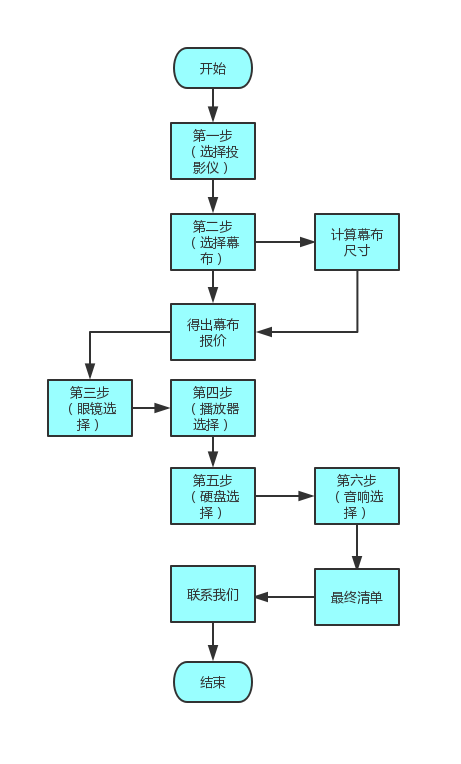 开始
第一步
（选择投
影仪）
第二步
（选择幕
布）
计算幕布
尺寸
得出幕布
报价
第三步
（眼镜选
择）
第四步
（播放器
选择）
第五步
（硬盘选
择）
第六步
（音响选
择）
联系我们
最终清单
结束